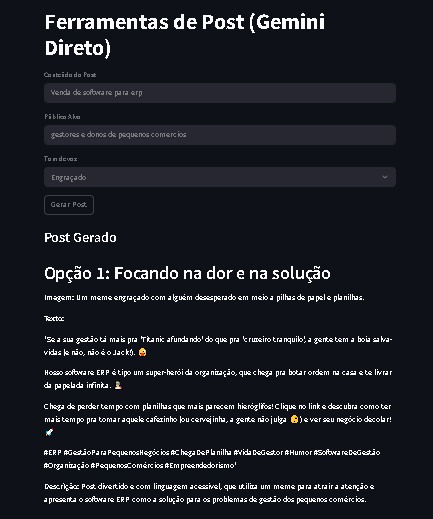 Ferramentas de Post (Gemini
Direto)
Conteúdo do Post
Venda de software para erp
Público Alvo
gestores e donos de pequenos comercios
Tom de voz
Engraçado
Gerar Post
Post Gerado
Opção 1: Focando na dor e na solução
Imagem: Um meme engraçado com alguém desesperado em meio a pilhas de papel e planilhas.
Texto:
"Se a sua gestão tá mais pra 'Titanic afundando' do que pra 'cruzeiro tranquilo', a gente tem a boia salva-
vidas (e não, não é o Jack!). 😜
Nosso software ERP é tipo um super-herói da organização, que chega pra botar ordem na casa e te livrar
da papelada infinita.
Chega de perder tempo com planilhas que mais parecem hieróglifos! Clique no link e descubra como ter
mais tempo pra tomar aquele cafezinho (ou cervejinha, a gente não julga 😉) e ver seu negócio decolar!
🚀
#ERP #GestãoParaPequenosNegócios #ChegaDePlanilha #VidaDeGestor #Humor #SoftwareDeGestão
#Organização #PequenosComércios #Empreendedorismo"
Descrição: Post divertido e com linguagem acessível, que utiliza um meme para atrair a atenção e
apresenta o software ERP como a solução para os problemas de gestão dos pequenos comércios.